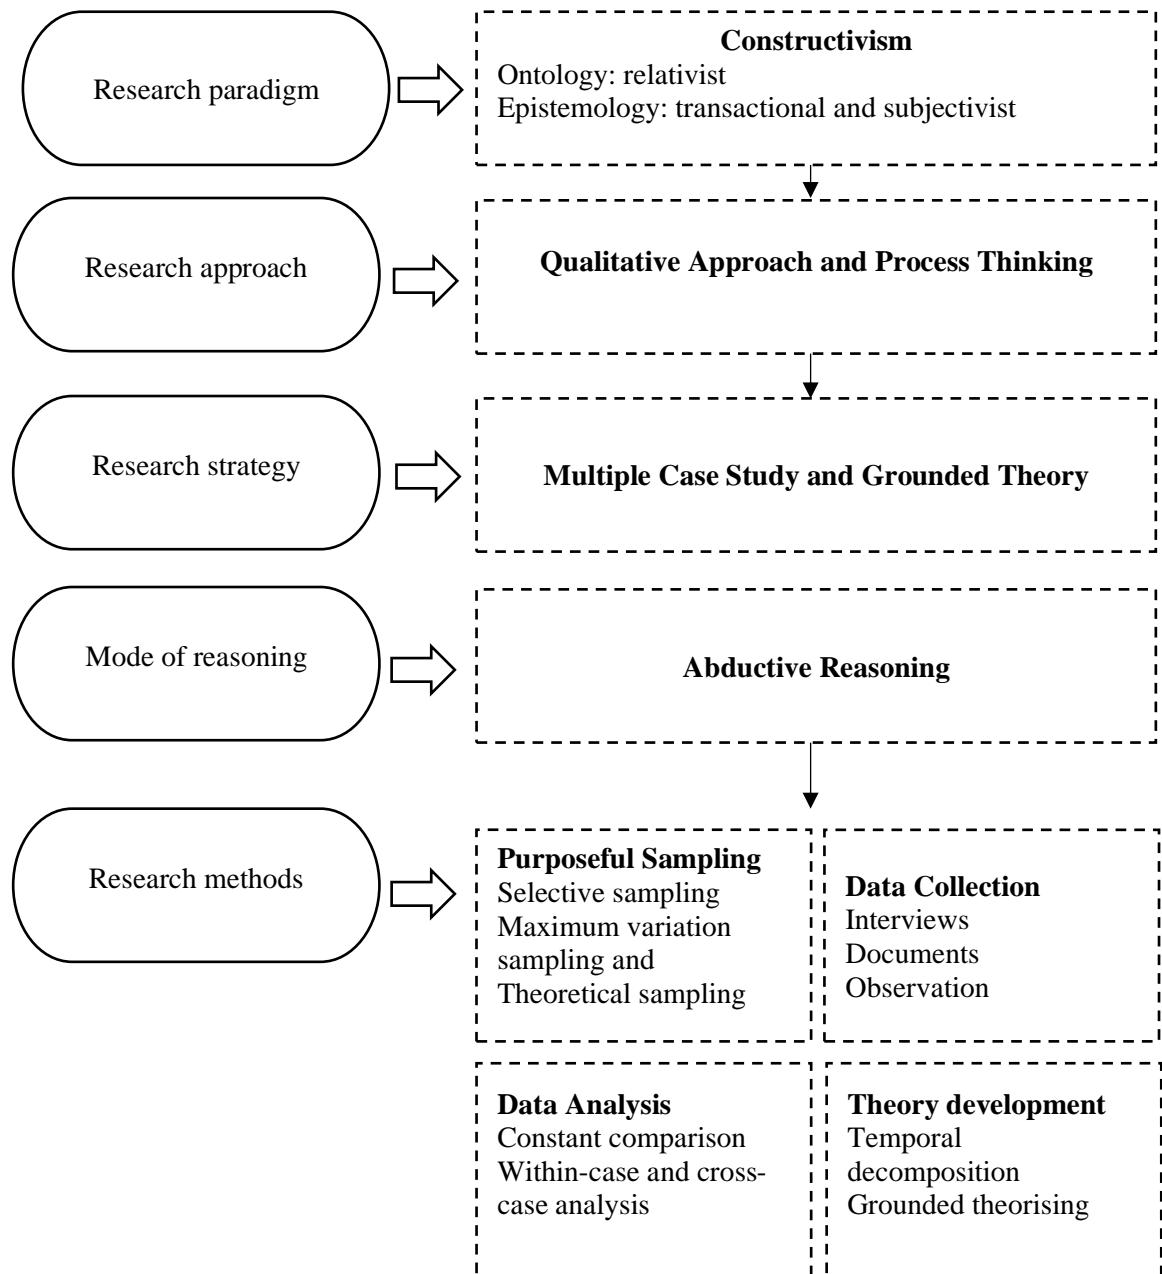 Research paradigm
Constructivism
Ontology: relativist
Epistemology: transactional and subjectivist
Research approach
Qualitative Approach and Process Thinking
Research strategy
Multiple Case Study and Grounded Theory
Mode of reasoning
Abductive Reasoning
Research methods
Purposeful Sampling
Selective sampling
Maximum variation
sampling and
Theoretical sampling
Data Collection
Interviews
Documents
Observation
Data Analysis
Constant comparison
Within-case and cross-
case analysis
Theory development
Temporal
decomposition
Grounded theorising